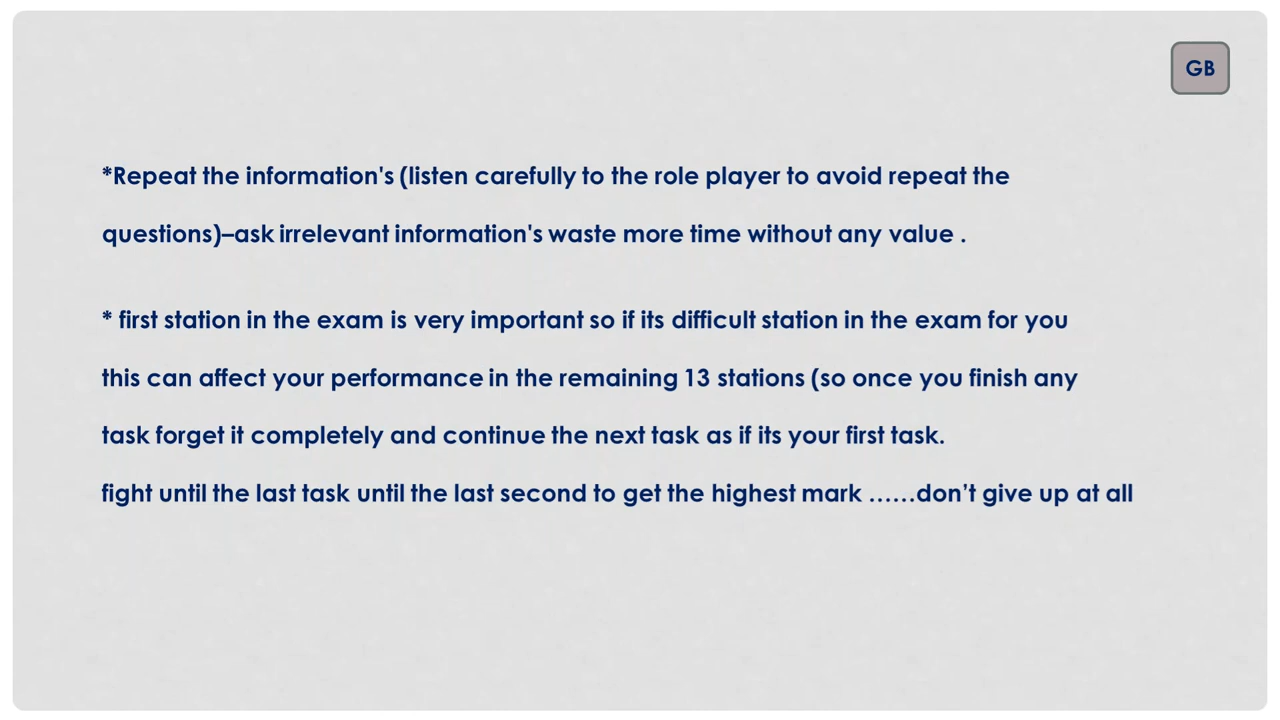 GB
*Repeat the information's (listen carefully to the role player to avoid repeat the
questions)–ask irrelevant information's waste more time without any value .
* first station in the exam is very important so if its difficult station in the exam for you
this can affect your performance in the remaining 13 stations (so once you finish any
task forget it completely and continue the next task as if its your first task.
fight until the last task until the last second to get the highest mark ……don’t give up at all